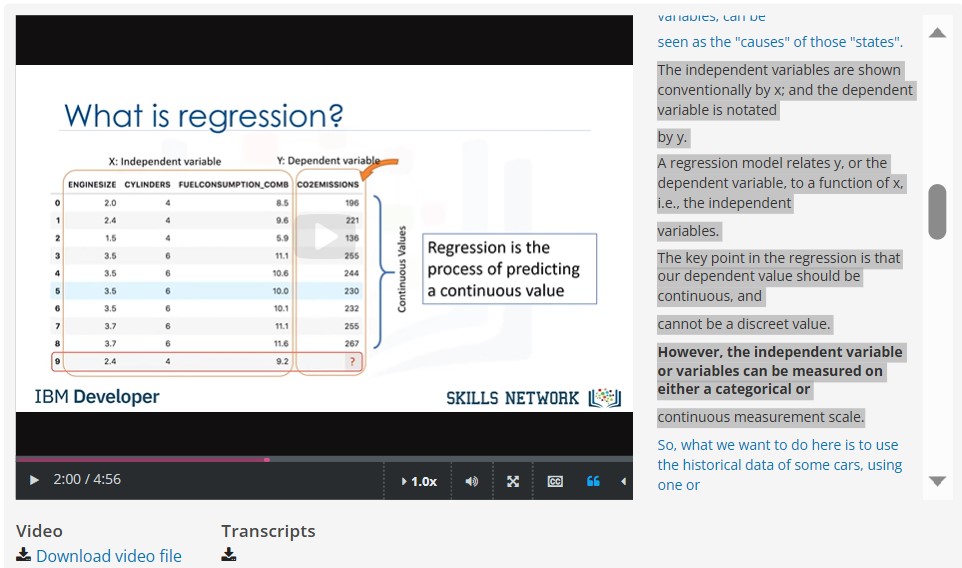 What is regression?
X: Independent variable
Y: Dependent variable
ENGINESIZE CYLINDERS FUELCONSUMPTION_COMB CO2EMISSIONS
0 2.0 4 8.5 196
1 2.4 4 9.6 221
2 1.5 4 5.9 136
3 3.5 6 11.1 255
4 3.5 6 10.6 244
5 3.5 6 10.0 230
6 3.5 6 10.1 232
7 3.7 6 11.1 255
8 3.7 6 11.6 267
9 2.4 4 9.2 ?
Continuous Values
Regression is the
process of predicting
a continuous value
IBM Developer
SKILLS NETWORK
2:00 / 4:56
1.0x
CC
variables, can be
seen as the "causes" of those "states".
The independent variables are shown
conventionally by x; and the dependent
variable is notated
by y.
A regression model relates y, or the
dependent variable, to a function of x,
i.e., the independent
variables.
The key point in the regression is that
our dependent value should be
continuous, and
cannot be a discreet value.
However, the independent variable
or variables can be measured on
either a categorical or
continuous measurement scale.
So, what we want to do here is to use
the historical data of some cars, using
one or
Video
Download video file
Transcripts